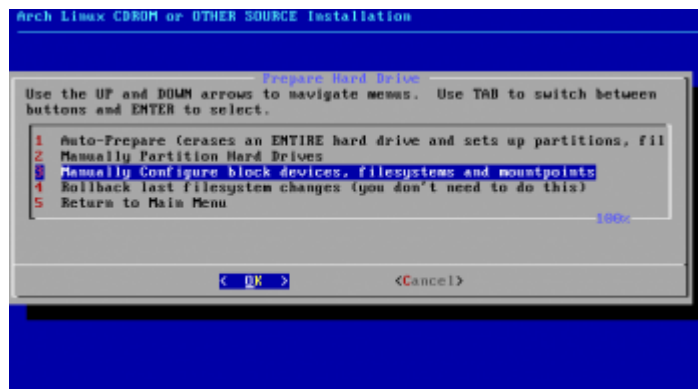 Arch Linux CDROM or OTHER SOURCE Installation
Prepare Hard Drive
Use the UP and DOWN arrows to navigate menus.  Use TAB to switch between
buttons and ENTER to select.
1  Auto-Prepare (erases an ENTIRE hard drive and sets up partitions, fil
2  Manually Partition Hard Drives
3  Manually Configure block devices, filesystems and mountpoints
4  Rollback last filesystem changes (you don't need to do this)
5  Return to Main Menu
100%
<  OK  >  <Cancel>